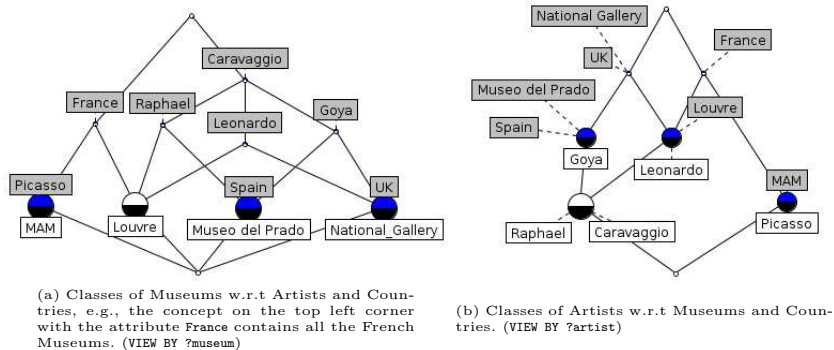 Caravaggio
France
Raphael
Goya
Leonardo
Picasso
Spain
UK
MAM
Louvre
Museo del Prado
National_Gallery
(a) Classes of Museums w.r.t Artists and Coun-
tries, e.g., the concept on the top left corner
with the attribute France contains all the French
Museums. (VIEW BY ?museum)
National Gallery
France
UK
Museo del Prado
Louvre
Spain
Goya
Leonardo
MAM
Raphael
Caravaggio
Picasso
(b) Classes of Artists w.r.t Museums and Coun-
tries. (VIEW BY ?artist)